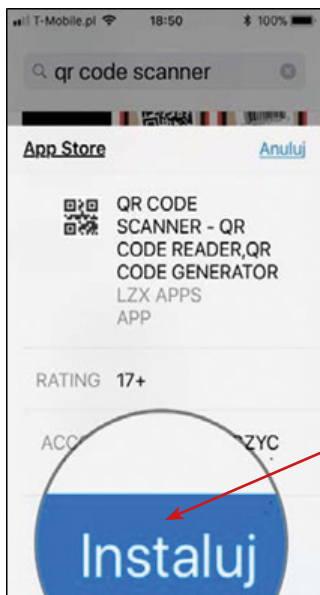 T-Mobile.pl 18:50 100%
qr code scanner
App Store Anuluj
QR CODE
SCANNER - QR
CODE READER,QR
CODE GENERATOR
LZX APPS
APP
RATING 17+
Instaluj